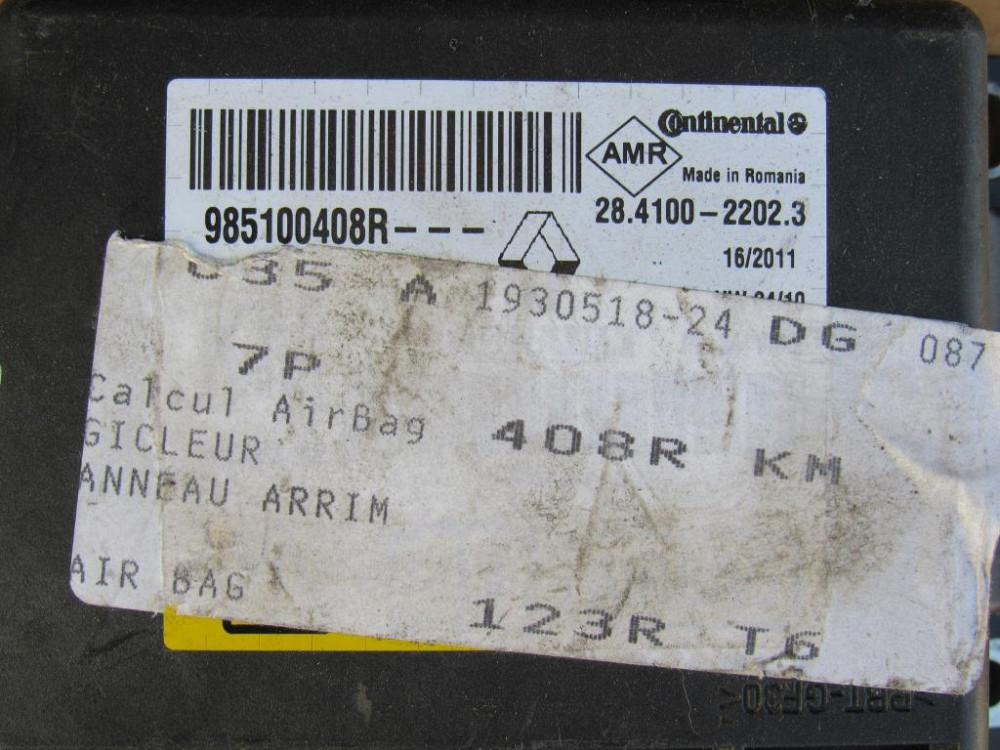 Continental
AMR
Made in Romania
985100408R---
28.4100-2202.3
16/2011
A 1930518-24 DG 087
7P
Calcul AirBag 408R KM
GICLEUR
ANNEAU ARRIM
AIR BAG
123R T6